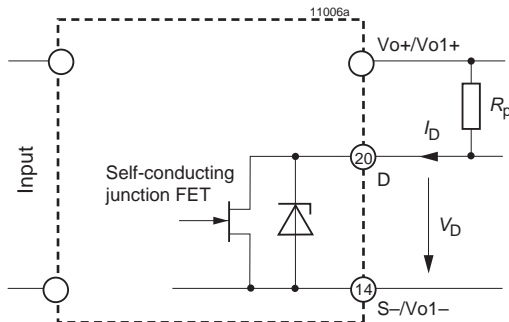 11006a
Vo+/Vo1+
Rp
ID
20
D
Input
Self-conducting
junction FET
VD
14
S–/Vo1–